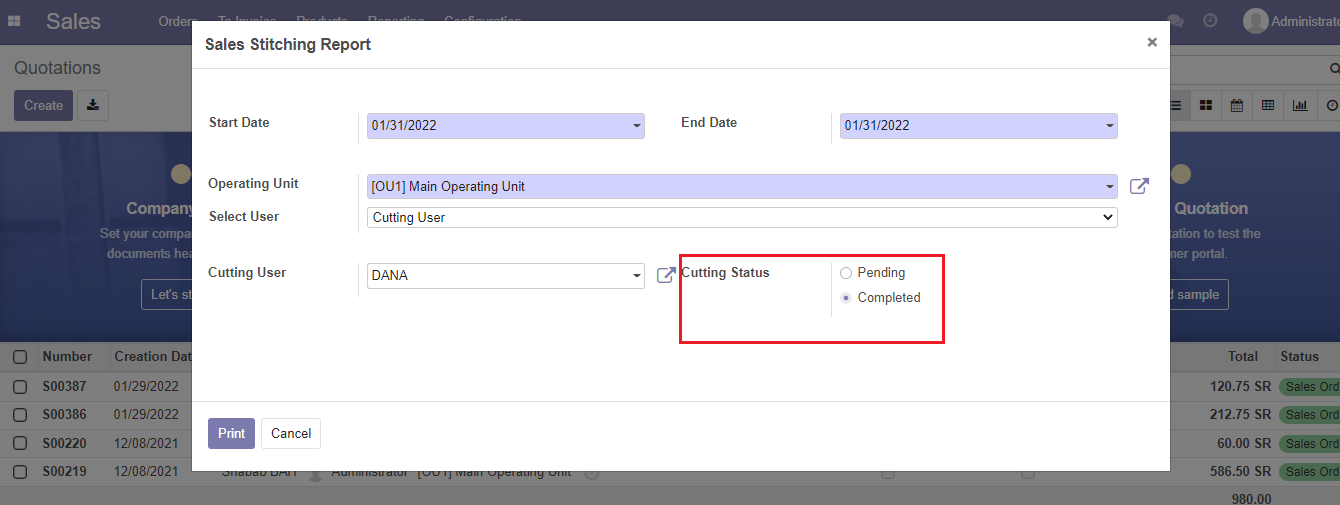 Sales Orders To Invoice Products Reporting Configuration Administrator
Sales Stitching Report ×
Quotations
Create
Start Date 01/31/2022 End Date 01/31/2022
Operating Unit [OU1] Main Operating Unit
Company Quotation
Select User Cutting User
Set your compan tation to test the
documents hea mer portal.
Cutting User DANA Cutting Status Pending
Let's st d sample
Completed
Number Creation Dat Total Status
S00387 01/29/2022 120.75 SR Sales Ord
S00386 01/29/2022 212.75 SR Sales Ord
Print Cancel
S00220 12/08/2021 60.00 SR Sales Ord
S00219 12/08/2021 Administrator [OU1] Main Operating Unit 586.50 SR Sales Ord
980.00